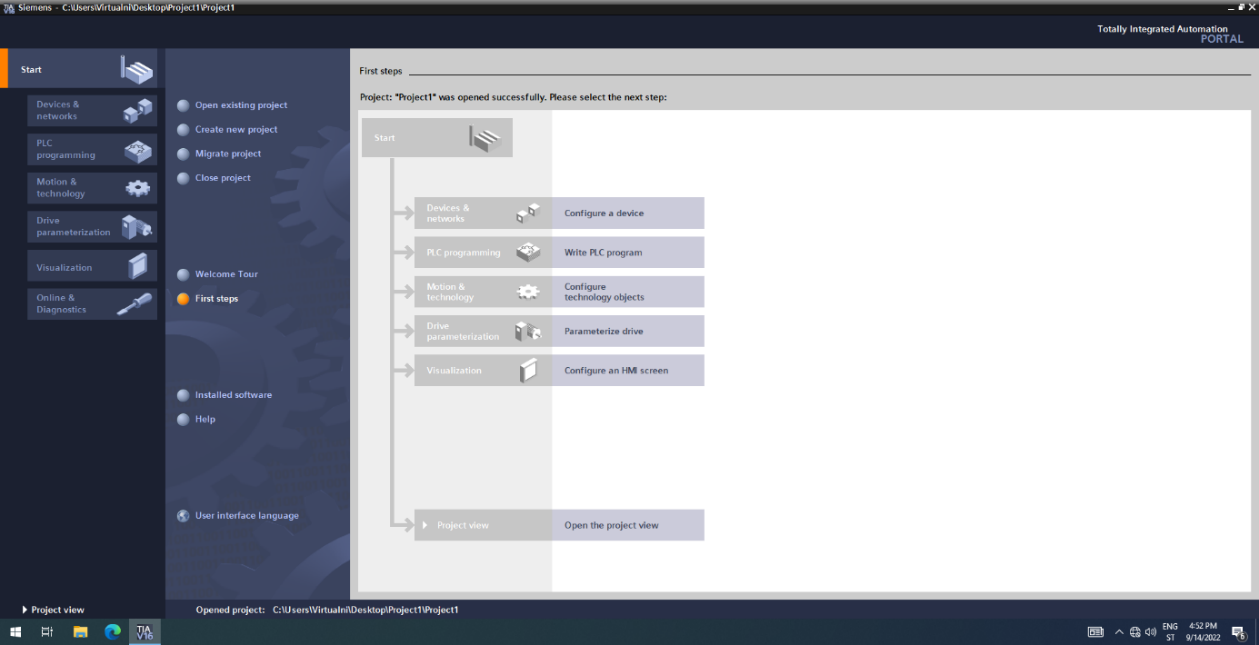 Siemens - C:\Users\Virtualni\Desktop\Project1\Project1
Totally Integrated Automation
PORTAL
Start
Devices &
networks
PLC
programming
Motion &
technology
Drive
parameterization
Visualization
Online &
Diagnostics
Open existing project
Create new project
Migrate project
Close project
Welcome Tour
First steps
Installed software
Help
User interface language
First steps
Project: "Project1" was opened successfully. Please select the next step:
Start
Devices &
networks
Configure a device
PLC programming
Write PLC program
Motion &
technology
Configure
technology objects
Drive
parameterization
Parameterize drive
Visualization
Configure an HMI screen
Project view
Open the project view
Project view
Opened project: C:\Users\Virtualni\Desktop\Project1\Project1
TIA
V16
ENG
ST
4:52 PM
9/14/2022
6